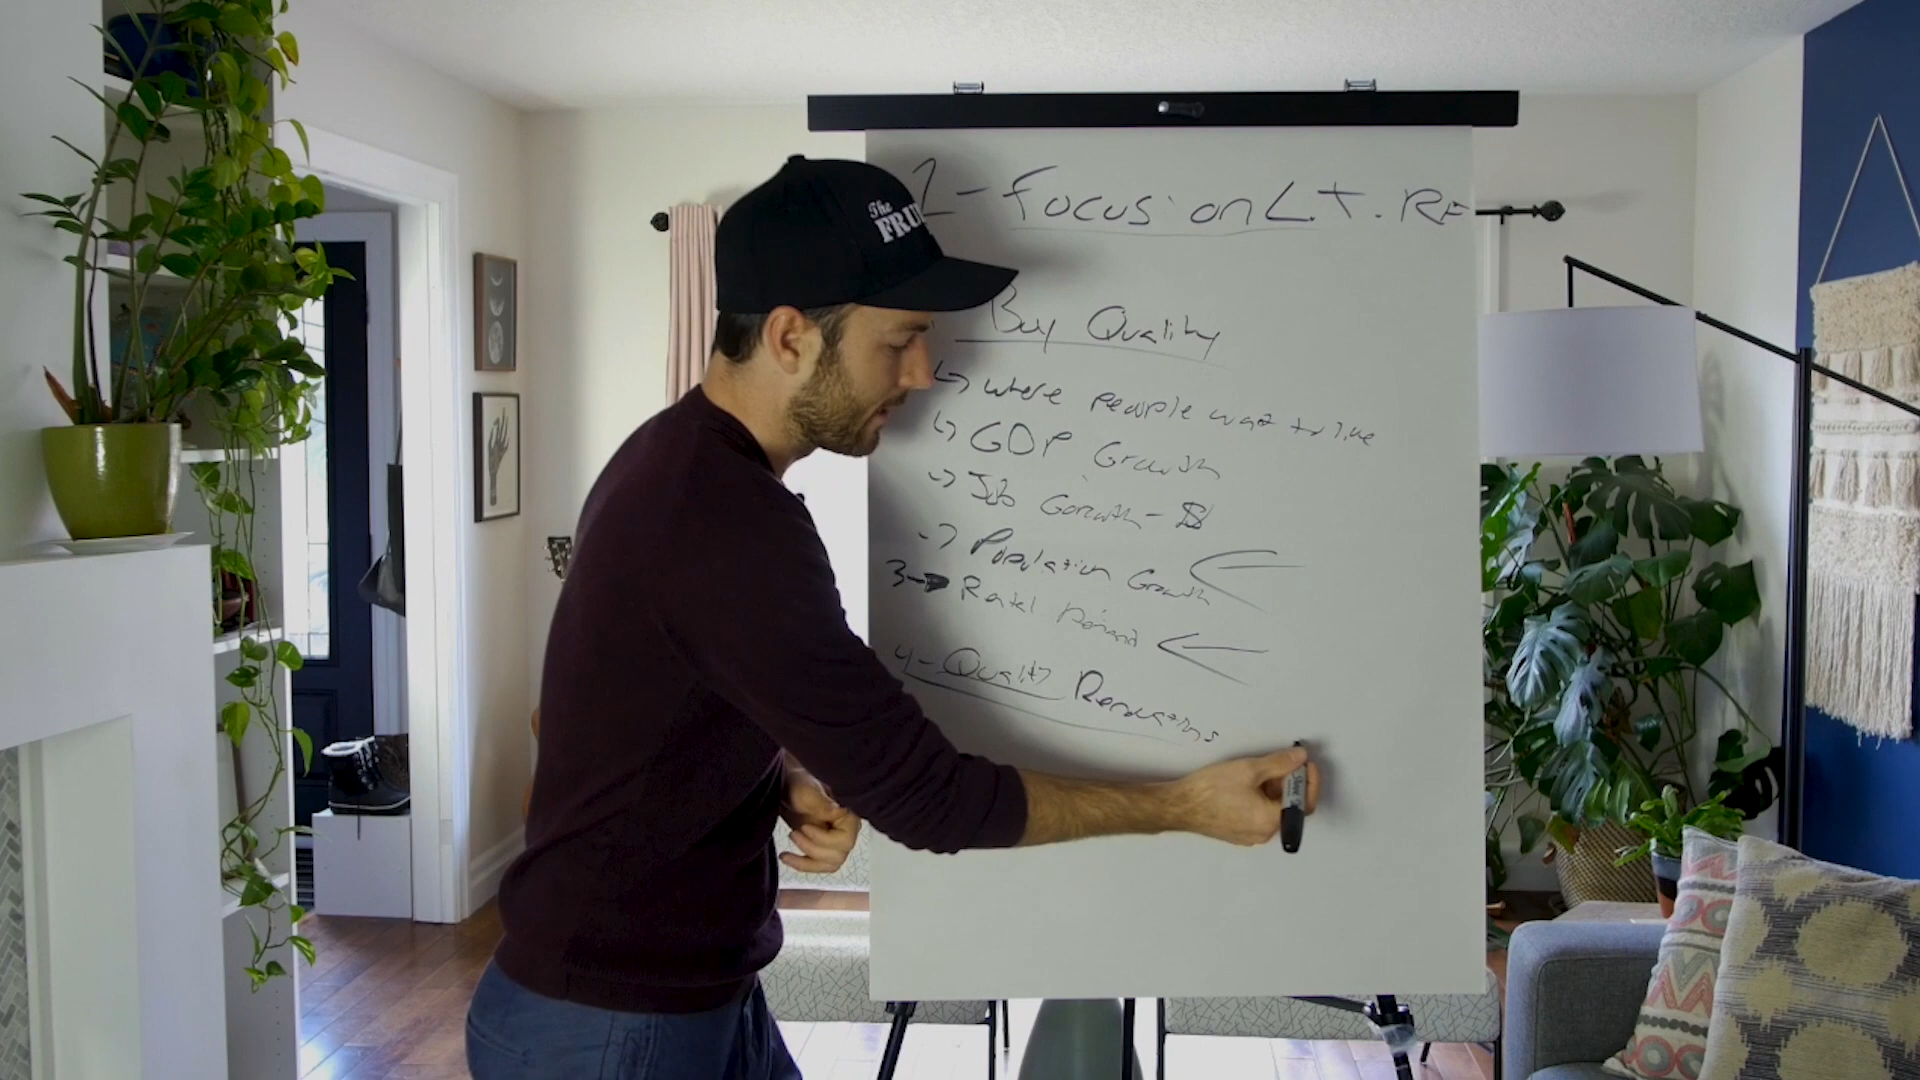 The
FRU
1 - Focus on L.T. RE
Buy Quality
↳ where people want to live
↳ GDP Growth
→ Job Growth - $
→ Population Growth
3 → Rental Demand
4 - Quality Renovations